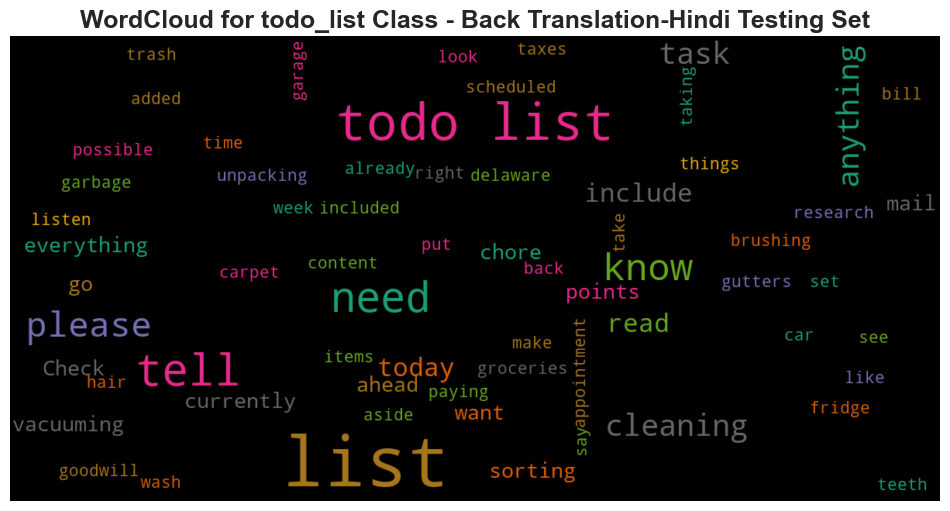 WordCloud for todo_list Class - Back Translation-Hindi Testing Set
trash
garage
look
taxes
task
anything
added
scheduled
taking
bill
todo list
possible
time
unpacking
already
right
delaware
things
garbage
include
mail
listen
week
included
take
research
everything
put
chore
brushing
carpet
content
back
know
go
points
gutters
set
need
please
read
make
car
see
Check
hair
tell
items
today
groceries
appointment
like
currently
ahead
paying
vacuuming
aside
want
say
cleaning
fridge
list
goodwill
wash
sorting
teeth